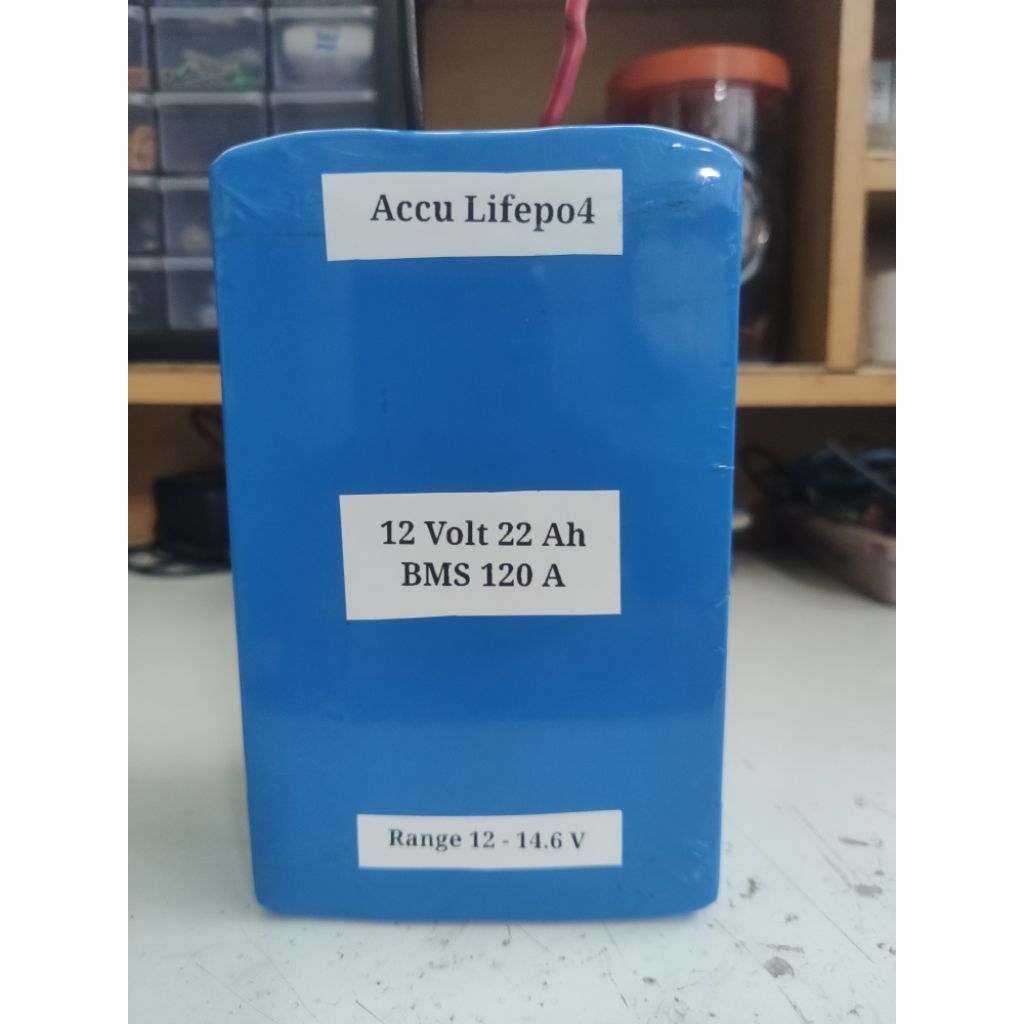 Accu Lifepo4
12 Volt 22 Ah
BMS 120 A
Range 12 - 14.6 V